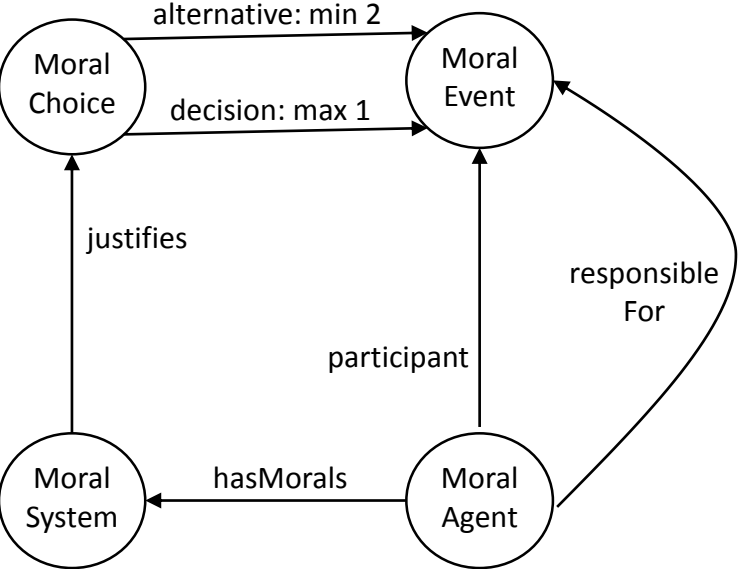 alternative: min 2
Moral
Choice
Moral
Event
decision: max 1
justifies
responsible
For
participant
Moral
System
hasMorals
Moral
Agent